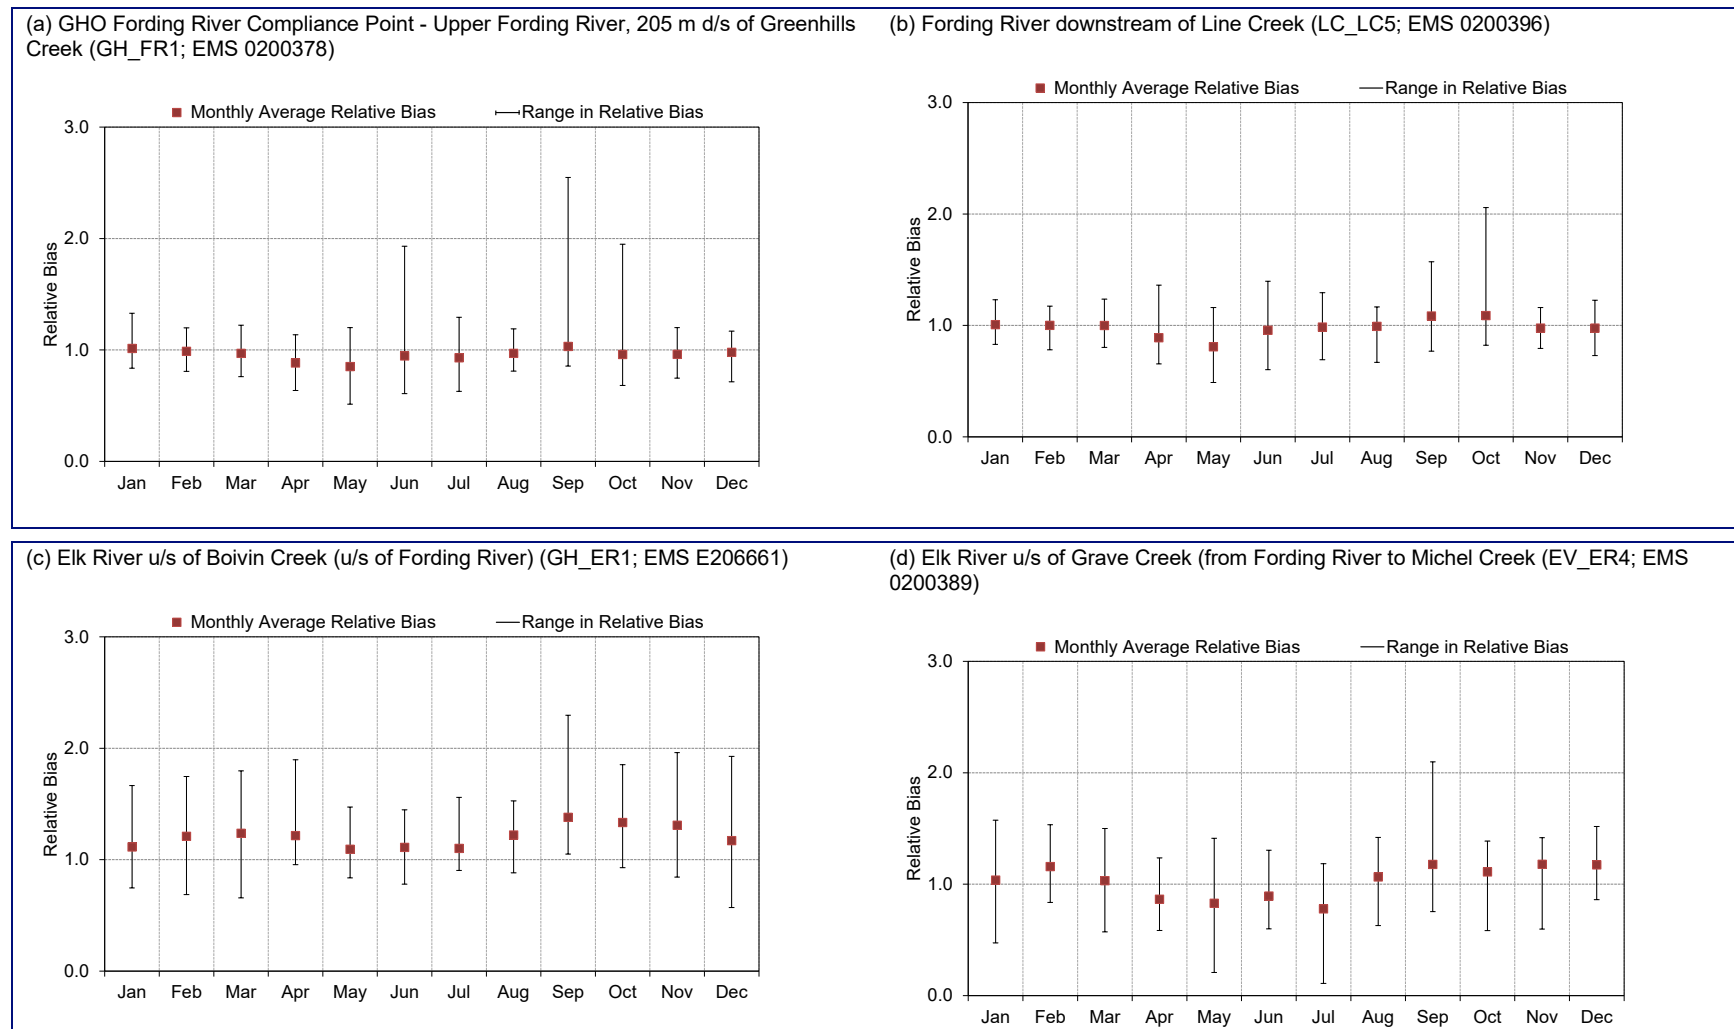 (a) GHO Fording River Compliance Point - Upper Fording River, 205 m d/s of Greenhills
Creek (GH_FR1; EMS 0200378)
Monthly Average Relative Bias
Range in Relative Bias
Relative Bias
3.0
2.0
1.0
0.0
Jan Feb Mar Apr May Jun Jul Aug Sep Oct Nov Dec
(b) Fording River downstream of Line Creek (LC_LC5; EMS 0200396)
Monthly Average Relative Bias
Range in Relative Bias
Relative Bias
3.0
2.0
1.0
0.0
Jan Feb Mar Apr May Jun Jul Aug Sep Oct Nov Dec
(c) Elk River u/s of Boivin Creek (u/s of Fording River) (GH_ER1; EMS E206661)
Monthly Average Relative Bias
Range in Relative Bias
Relative Bias
3.0
2.0
1.0
0.0
Jan Feb Mar Apr May Jun Jul Aug Sep Oct Nov Dec
(d) Elk River u/s of Grave Creek (from Fording River to Michel Creek (EV_ER4; EMS
0200389)
Monthly Average Relative Bias
Range in Relative Bias
Relative Bias
3.0
2.0
1.0
0.0
Jan Feb Mar Apr May Jun Jul Aug Sep Oct Nov Dec